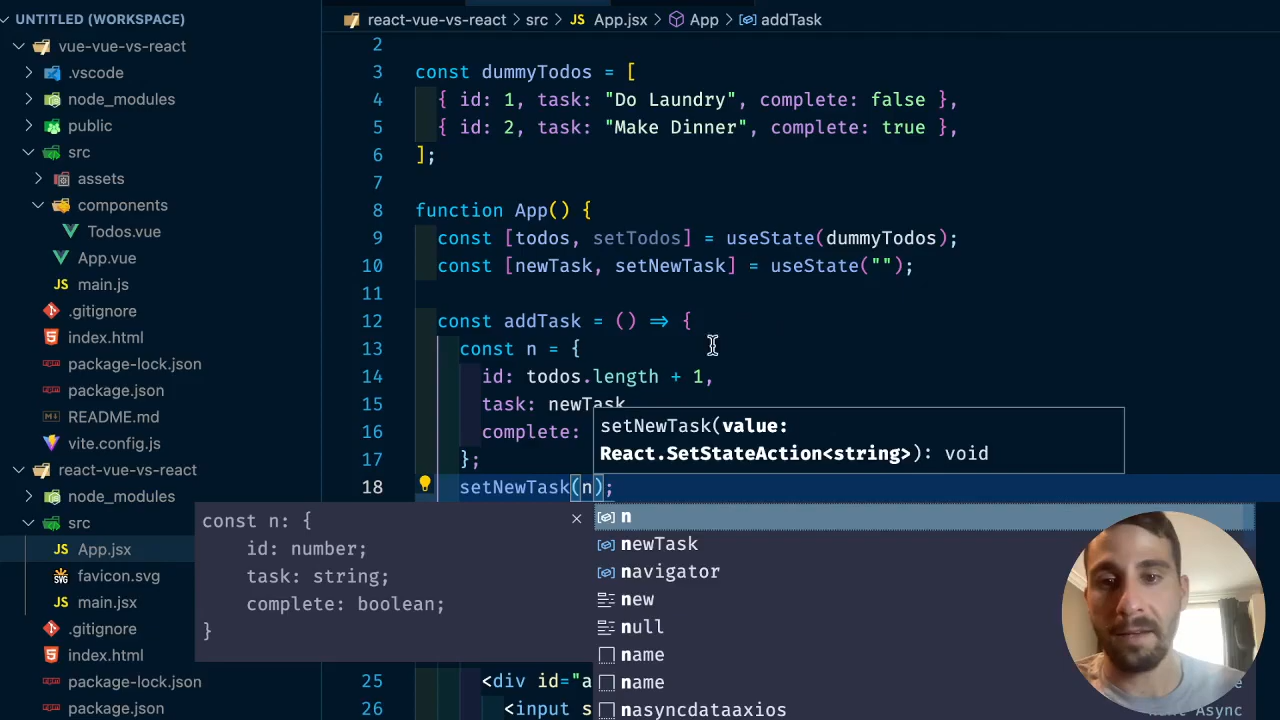 UNTITLED (WORKSPACE)
vue-vue-vs-react
.vscode
node_modules
public
src
assets
components
Todos.vue
App.vue
JS main.js
.gitignore
index.html
package-lock.json
package.json
README.md
vite.config.js
react-vue-vs-react
node_modules
src
JS App.jsx
favicon.svg
JS main.jsx
.gitignore
index.html
package-lock.json
package.json
react-vue-vs-react > src > JS App.jsx > App > addTask
2
3 const dummyTodos = [
4 { id: 1, task: "Do Laundry", complete: false },
5 { id: 2, task: "Make Dinner", complete: true },
6 ];
7
8 function App() {
9 const [todos, setTodos] = useState(dummyTodos);
10 const [newTask, setNewTask] = useState("");
11
12 const addTask = () => {
13 const n = {
14 id: todos.length + 1,
15 task: newTask
16 complete:
17 };
18 setNewTask(n);
setNewTask(value:
React.SetStateAction<string>): void
const n: {
id: number;
task: string;
complete: boolean;
}
n
newTask
navigator
new
null
name
name
nasyncdataaxios
Async
25 <div id="a
26 <input s